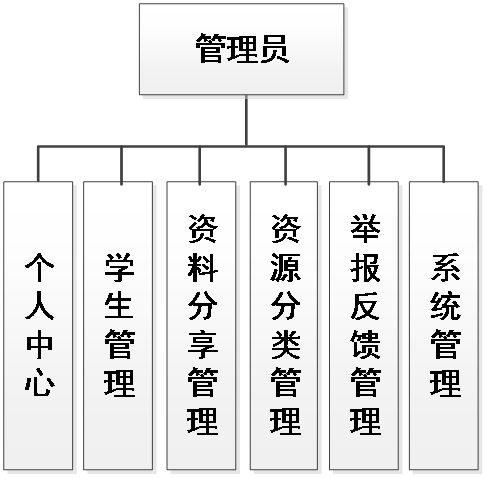 管理员
个人中心
学生管理
资料分享管理
资源分类管理
举报反馈管理
系统管理